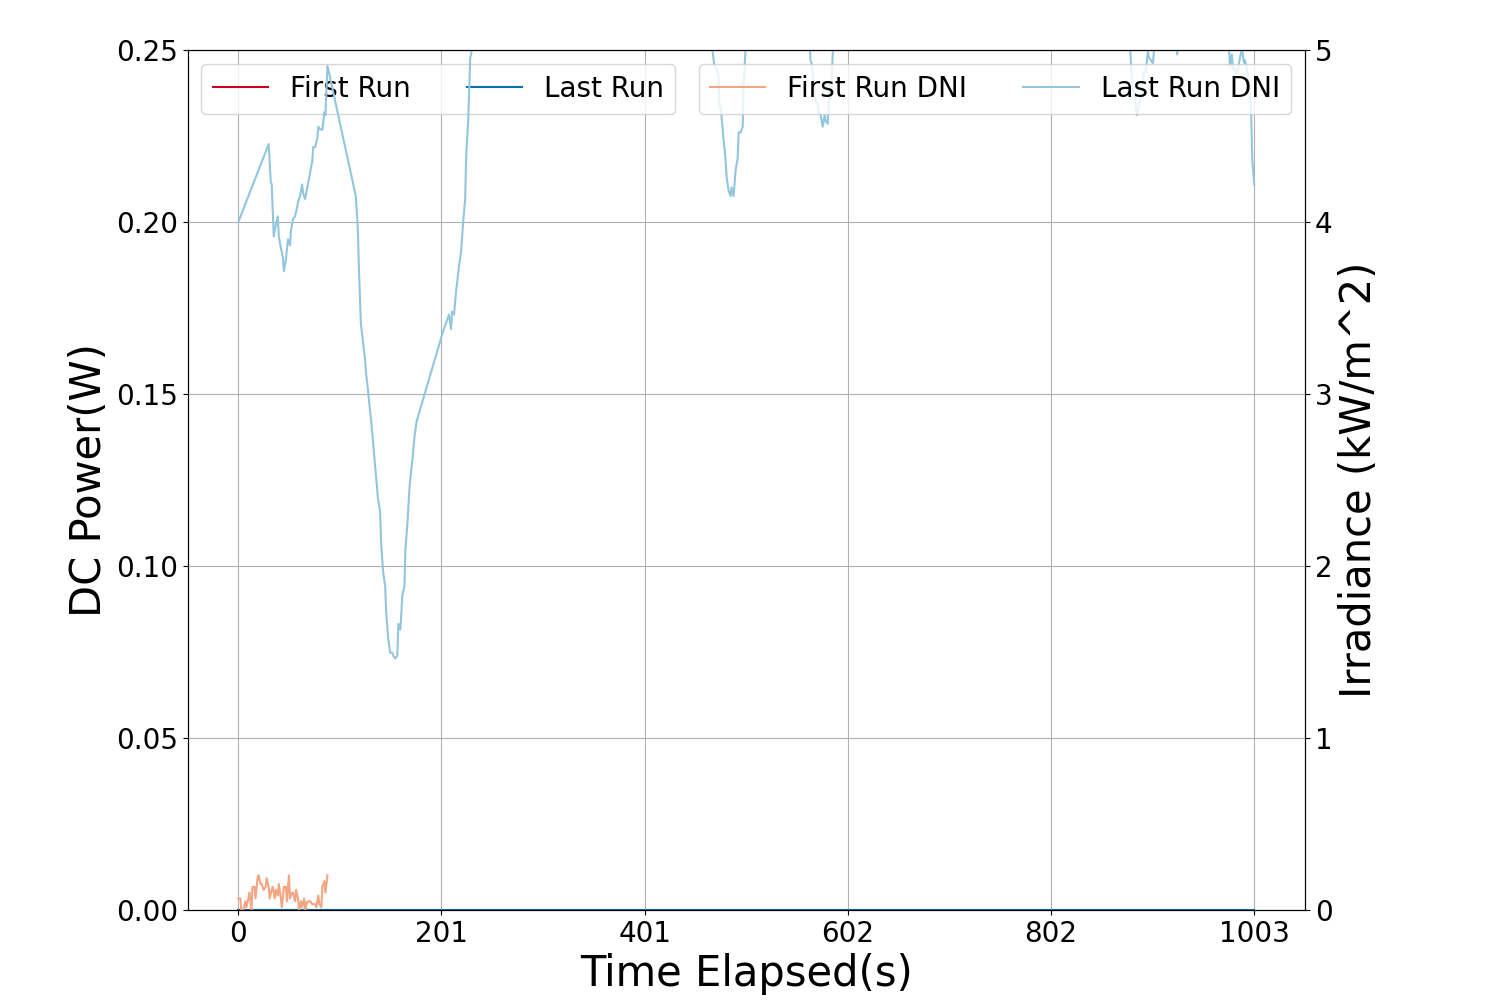 0.25
0.20
0.15
0.10
0.05
0.00
DC Power(W)
First Run
Last Run
First Run DNI
Last Run DNI
5
4
3
2
1
0
Irradiance (kW/m^2)
0 201 401 602 802 1003
Time Elapsed(s)